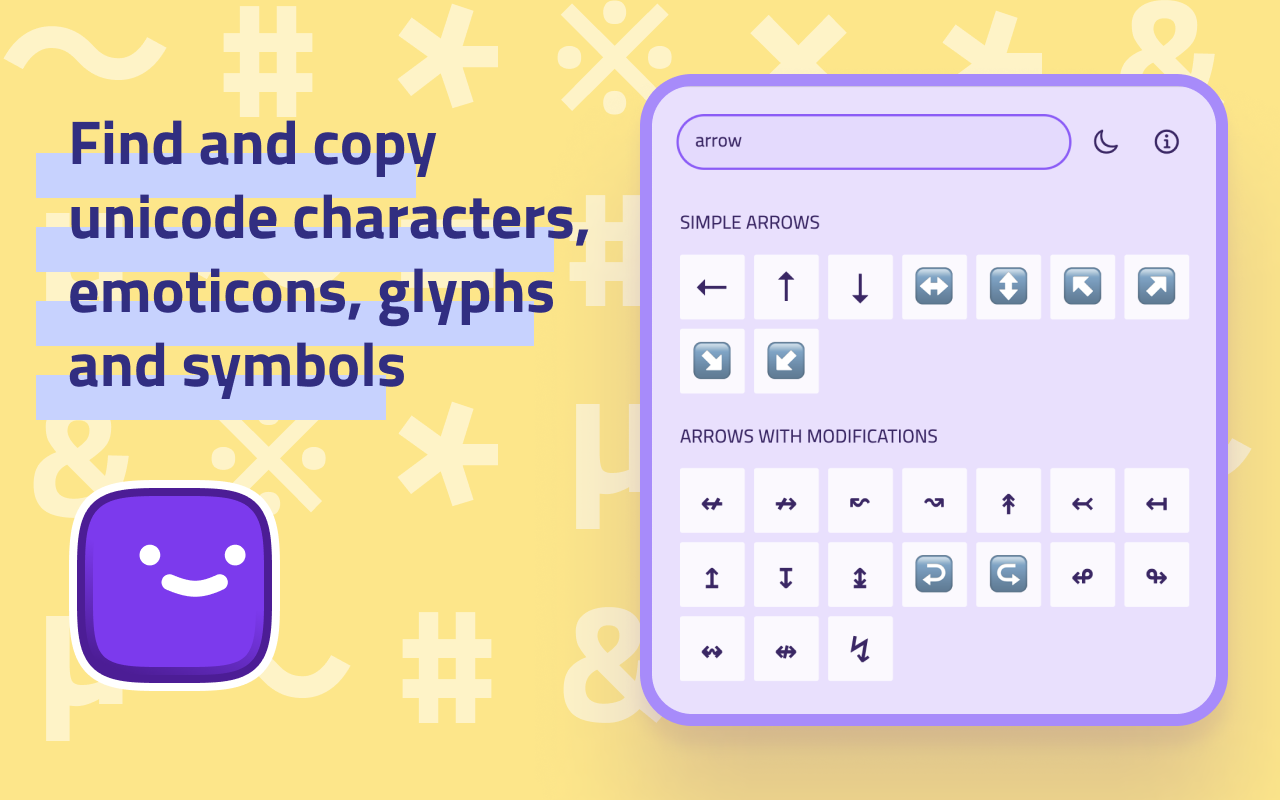 Find and copy
unicode characters,
emoticons, glyphs
and symbols
arrow
SIMPLE ARROWS
← ↑ ↓ ↔️ ↕️ ↖️ ↗️
↘️ ↙️
ARROWS WITH MODIFICATIONS
↚ ↛ ↜ ↝ ↟ ↢ ↤
↥ ↧ ↨ ↩️ ↪️ ↫ ↬
↭ ↮ ↯